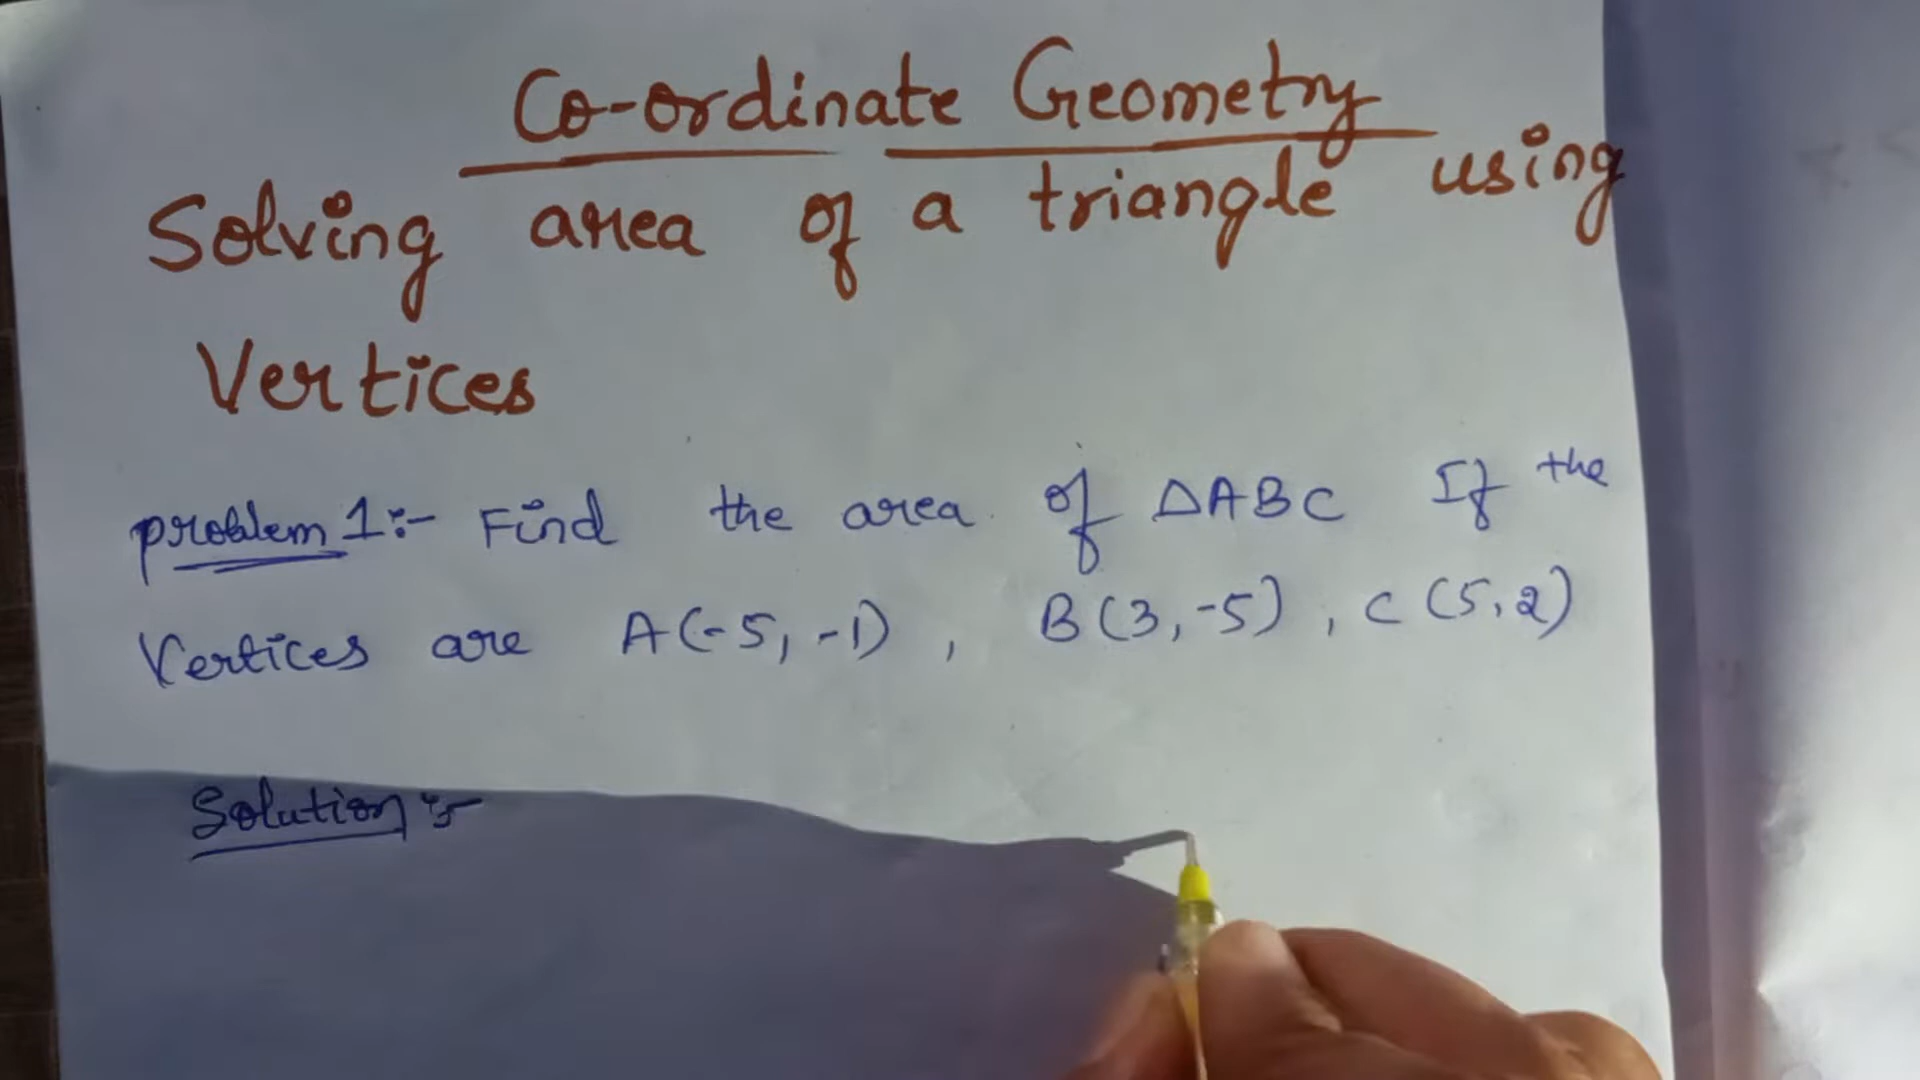 Co-ordinate Geometry
Solving area of a triangle using
Vertices
problem 1:- Find the area of ΔABC If the
Vertices are A(-5, -1), B(3, -5), C(5, 2)
Solution :-